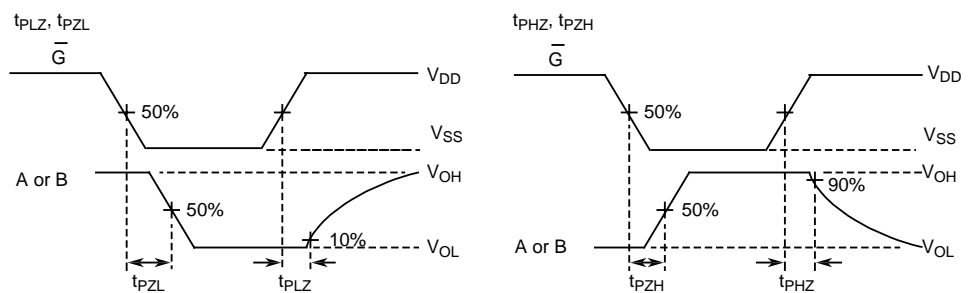 tPLZ, tPZL
G̅
VDD
50%
VSS
A or B
VOH
50%
10%
VOL
tPZL
tPLZ
tPHZ, tPZH
G̅
VDD
50%
VSS
VOH
90%
50%
A or B
VOL
tPZH
tPHZ